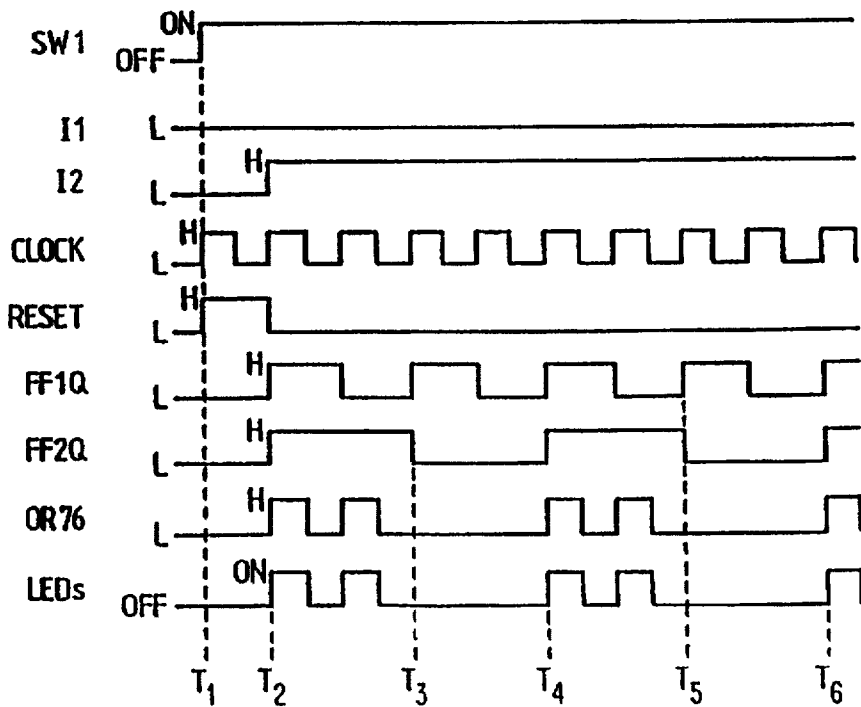 ON
SW1
OFF
I1 L
H
I2
L
H
CLOCK
L
H
RESET
L
H
FF1Q
L
H
FF2Q
L
H
OR76
L
ON
LEDs
OFF
T1 T2 T3 T4 T5 T6